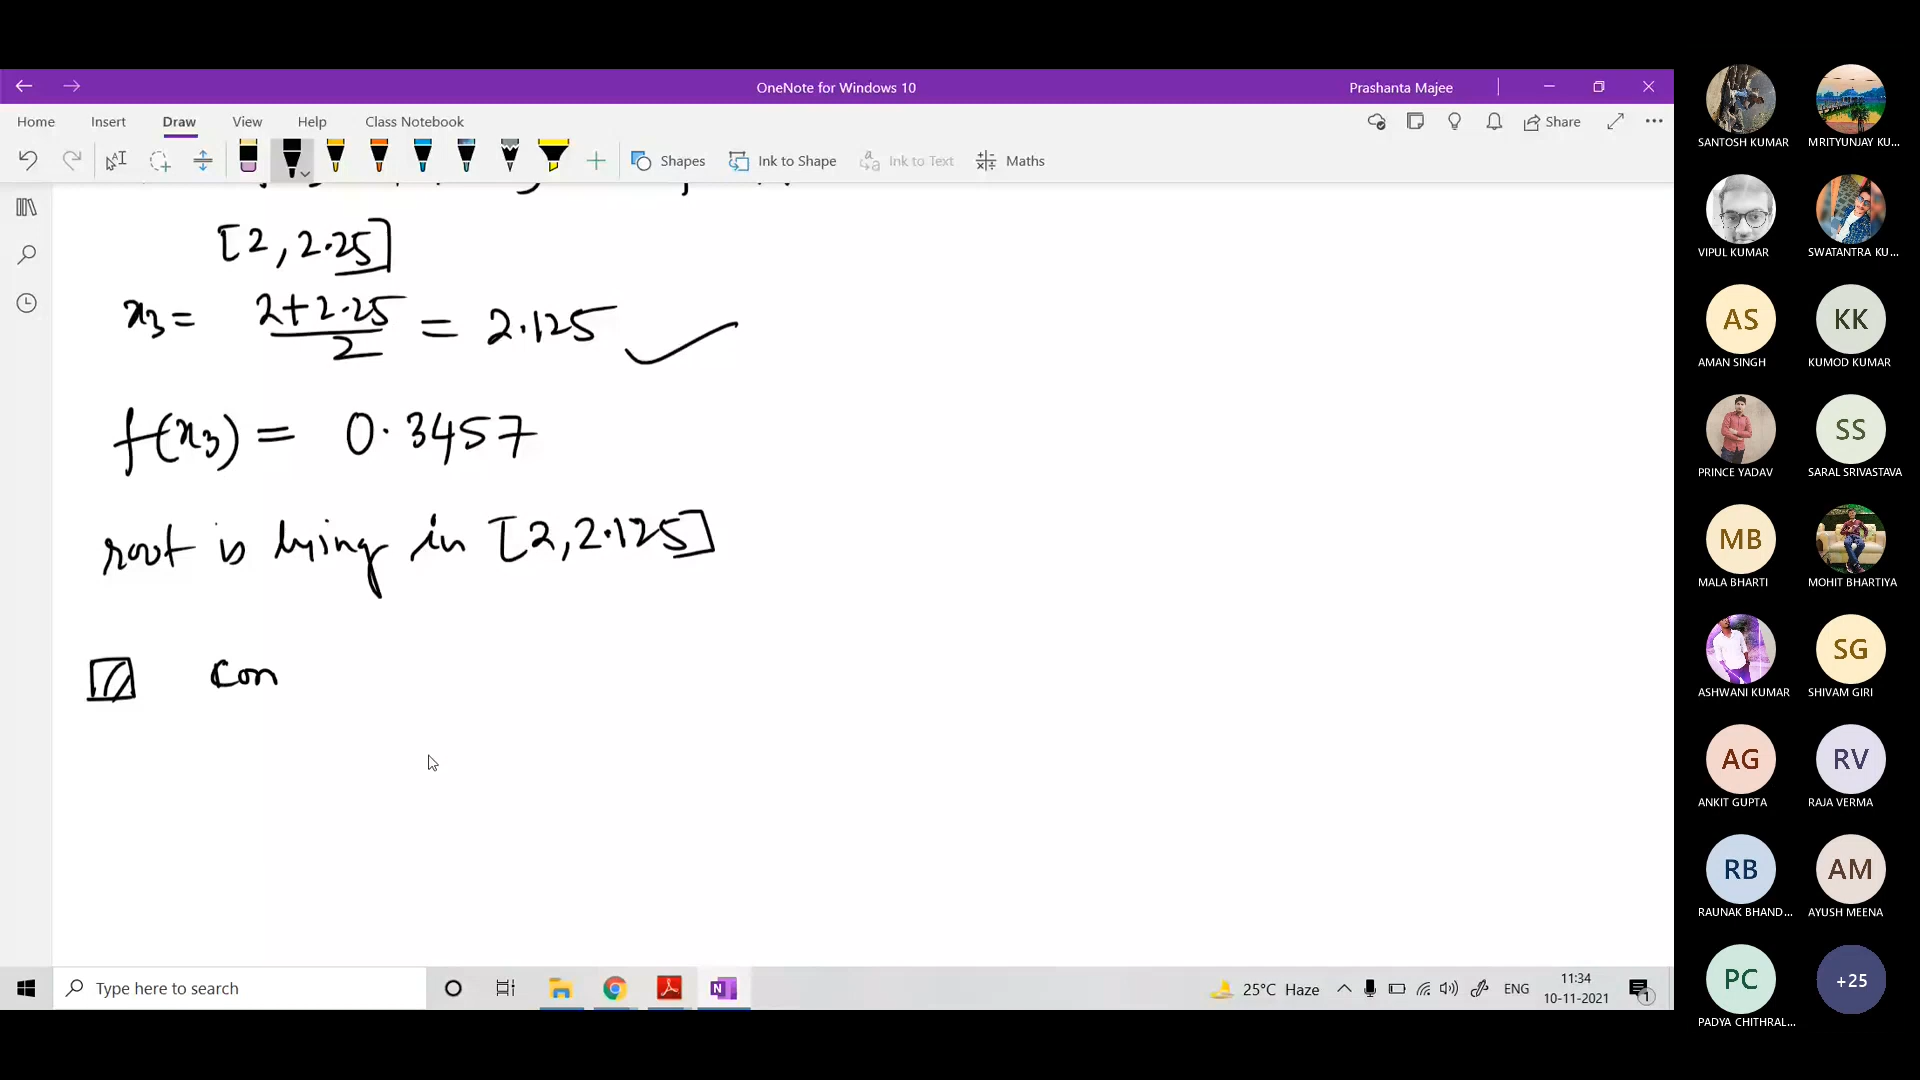 OneNote for Windows 10
Prashanta Majee
Home Insert Draw View Help Class Notebook
Share
Shapes Ink to Shape Ink to Text Maths
[2, 2.25]
x3 = 2+2.25 / 2 = 2.125
f(x3) = 0.3457
root is lying in [2, 2.125]
Con
Type here to search
25°C Haze
ENG
11:34
10-11-2021
1
SANTOSH KUMAR
MRITYUNJAY KU...
VIPUL KUMAR
SWATANTRA KU...
AS
KK
AMAN SINGH
KUMOD KUMAR
SS
PRINCE YADAV
SARAL SRIVASTAVA
MB
MALA BHARTI
MOHIT BHARTIYA
SG
ASHWANI KUMAR
SHIVAM GIRI
AG
RV
ANKIT GUPTA
RAJA VERMA
RB
AM
RAUNAK BHAND...
AYUSH MEENA
PC
+25
PADYA CHITHRAL...